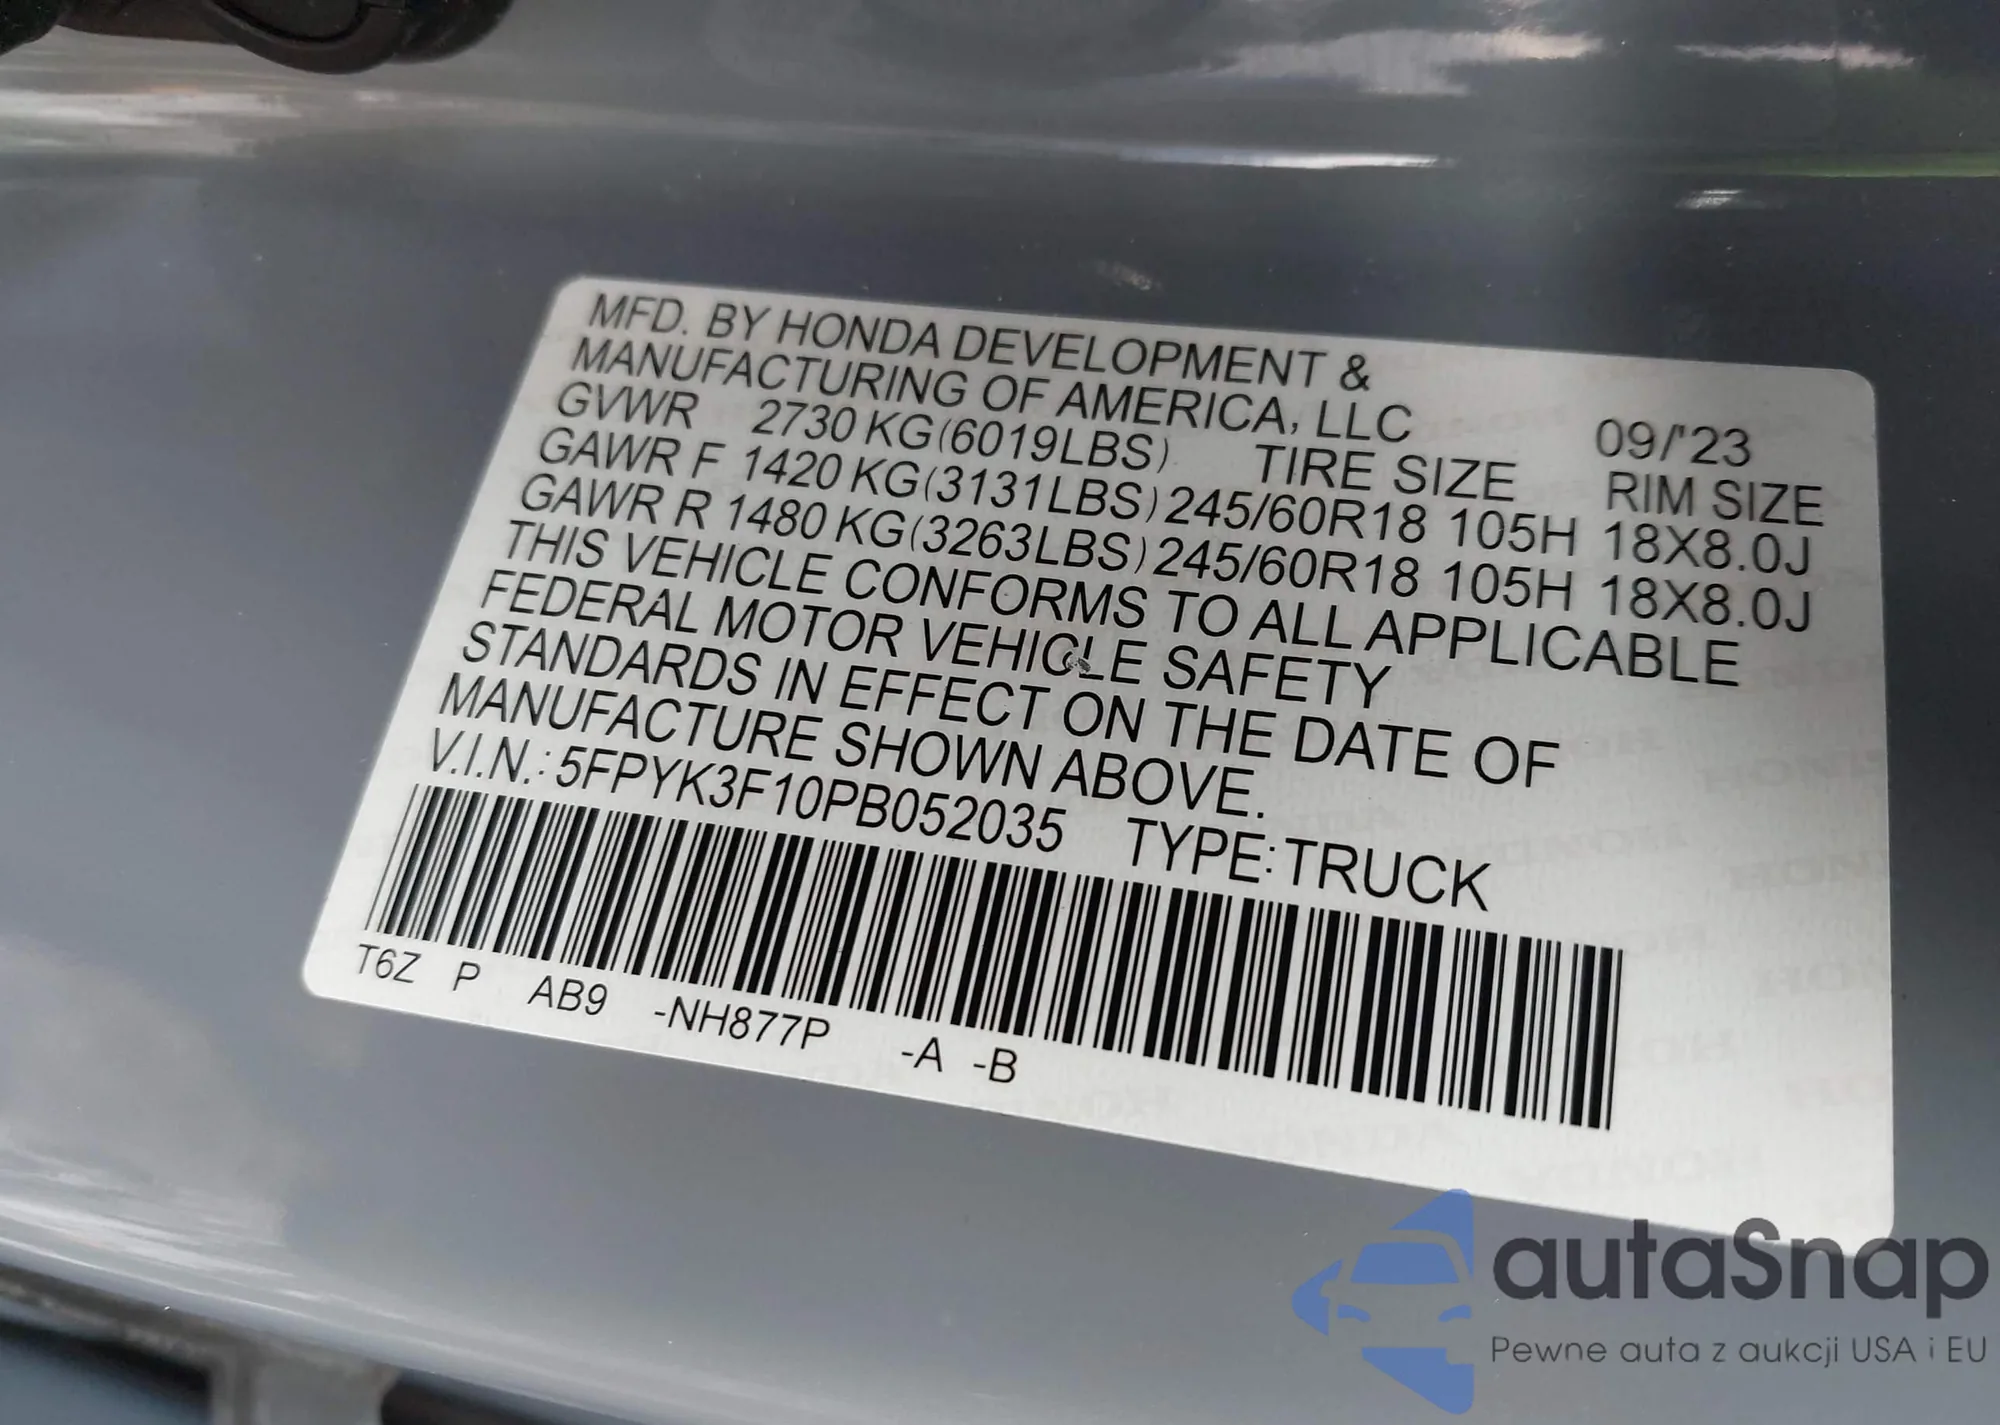 MFD. BY HONDA DEVELOPMENT &
MANUFACTURING OF AMERICA, LLC 09/'23
GVWR 2730 KG(6019LBS) TIRE SIZE RIM SIZE
GAWR F 1420 KG(3131LBS)245/60R18 105H 18X8.0J
GAWR R 1480 KG(3263LBS)245/60R18 105H 18X8.0J
THIS VEHICLE CONFORMS TO ALL APPLICABLE
FEDERAL MOTOR VEHICLE SAFETY
STANDARDS IN EFFECT ON THE DATE OF
MANUFACTURE SHOWN ABOVE.
V.I.N.: 5FPYK3F10PB052035 TYPE:TRUCK
T6Z P AB9 -NH877P -A -B
autaSnap
Pewne auta z aukcji USA i EU